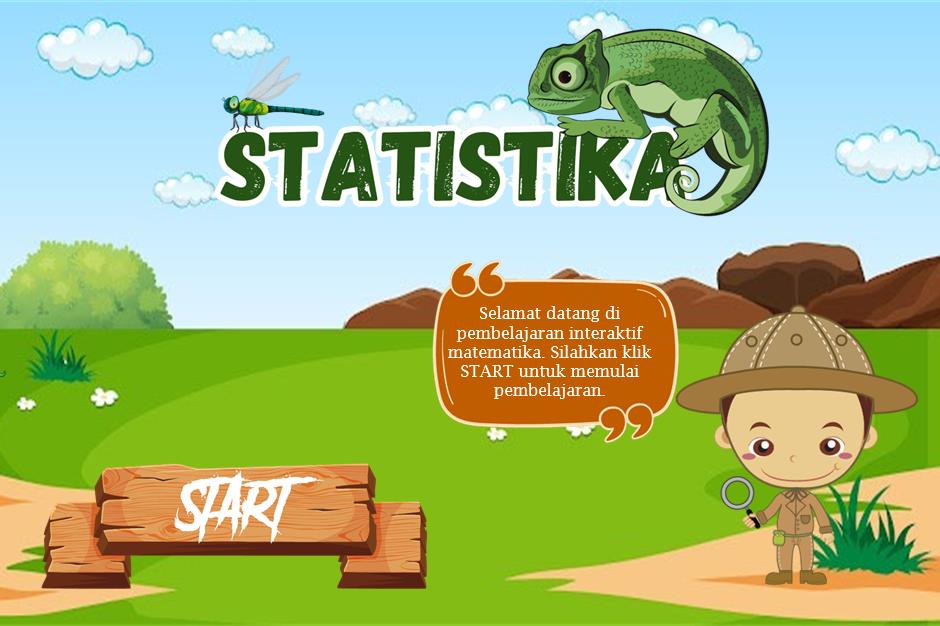 STATISTIKA
Selamat datang di
pembelajaran interaktif
matematika. Silahkan klik
START untuk memulai
pembelajaran.
START